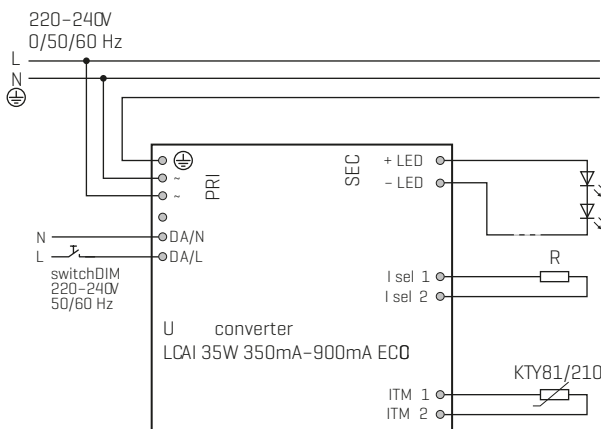 220-240V
0/50/60 Hz
L
N
~
~
PRI
SEC
+ LED
- LED
N
DA/N
L
DA/L
switchDIM
220-240V
50/60 Hz
I sel 1
I sel 2
R
U converter
LCAI 35W 350mA-900mA ECO
KTY81/210
ITM 1
ITM 2